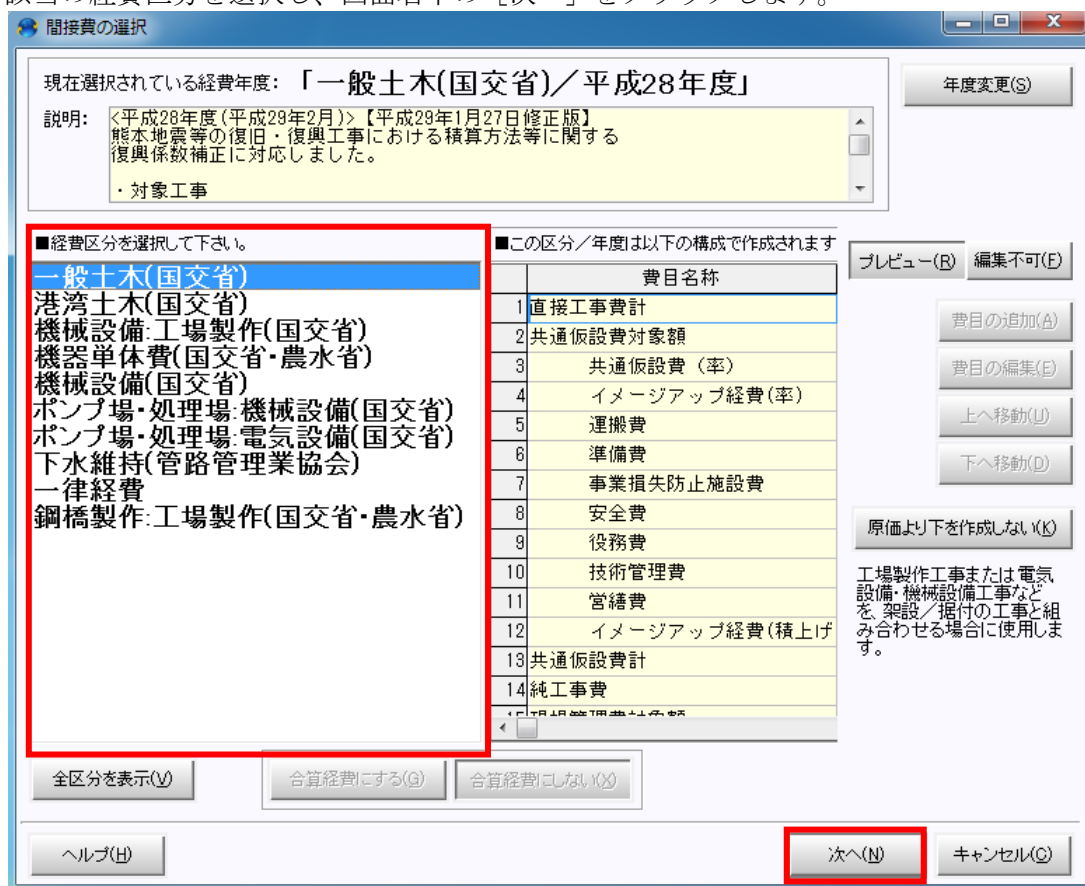 該当の経費区分を選択し、画面右下の［次へ］をクリックします。
間接費の選択
現在選択されている経費年度: 「一般土木(国交省)／平成28年度」
年度変更(S)
説明:
<平成28年度(平成29年2月)>【平成29年1月27日修正版】
熊本地震等の復旧・復興工事における積算方法等に関する
復興係数補正に対応しました。
・対象工事
■経費区分を選択して下さい。
一般土木(国交省)
港湾土木(国交省)
機械設備:工場製作(国交省)
機器単体費(国交省・農水省)
機械設備(国交省)
ポンプ場・処理場:機械設備(国交省)
ポンプ場・処理場:電気設備(国交省)
下水維持(管路管理業協会)
一律経費
鋼橋製作:工場製作(国交省・農水省)
■この区分／年度は以下の構成で作成されます
費目名称
1 直接工事費計
2 共通仮設費対象額
3 共通仮設費（率）
4 イメージアップ経費(率)
5 運搬費
6 準備費
7 事業損失防止施設費
8 安全費
9 役務費
10 技術管理費
11 営繕費
12 イメージアップ経費(積上げ
13 共通仮設費計
14 純工事費
15 現場管理費対象額
プレビュー(R) 編集不可(F)
費目の追加(A)
費目の編集(E)
上へ移動(U)
下へ移動(D)
原価より下を作成しない(K)
工場製作工事または電気
設備・機械設備工事など
を、架設／据付の工事と組
み合わせる場合に使用しま
す。
全区分を表示(V)
合算経費にする(G)
合算経費にしない(X)
ヘルプ(H)
次へ(N)
キャンセル(C)